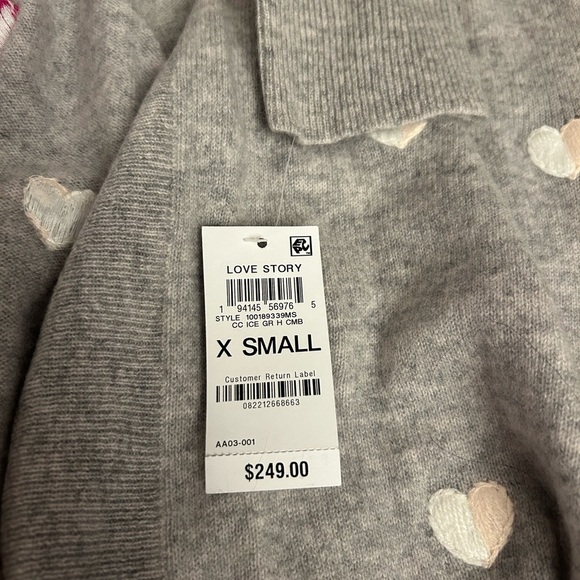 LOVE STORY
1 94145 56976 5
STYLE 100189339MS
CC ICE GR H CMB
X SMALL
Customer Return Label
082212668663
AA03-001
$249.00